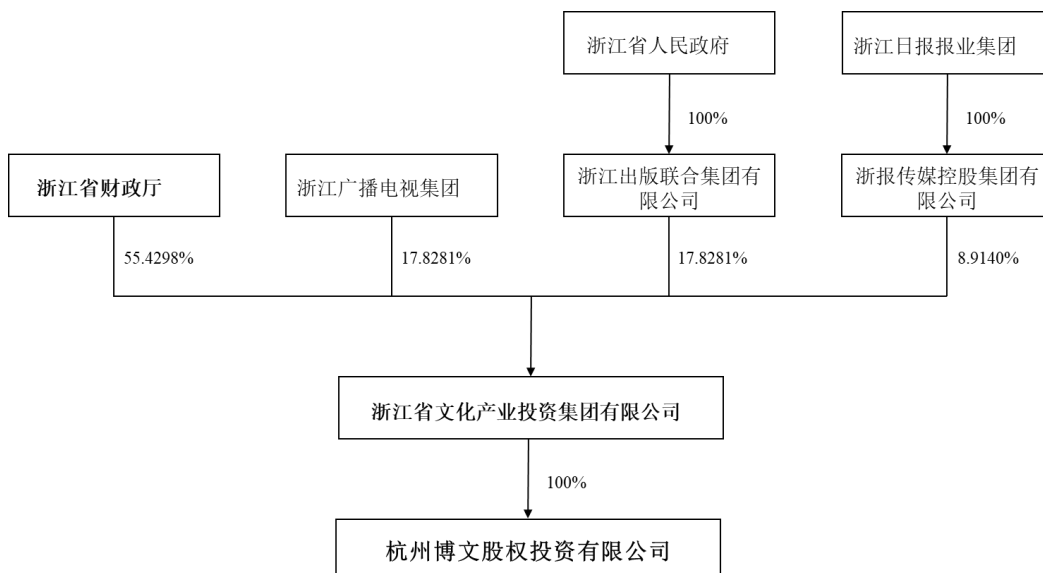 浙江省人民政府
浙江日报报业集团
100%
100%
浙江省财政厅
浙江广播电视集团
浙江出版联合集团有
限公司
浙报传媒控股集团有
限公司
55.4298%
17.8281%
17.8281%
8.9140%
浙江省文化产业投资集团有限公司
100%
杭州博文股权投资有限公司